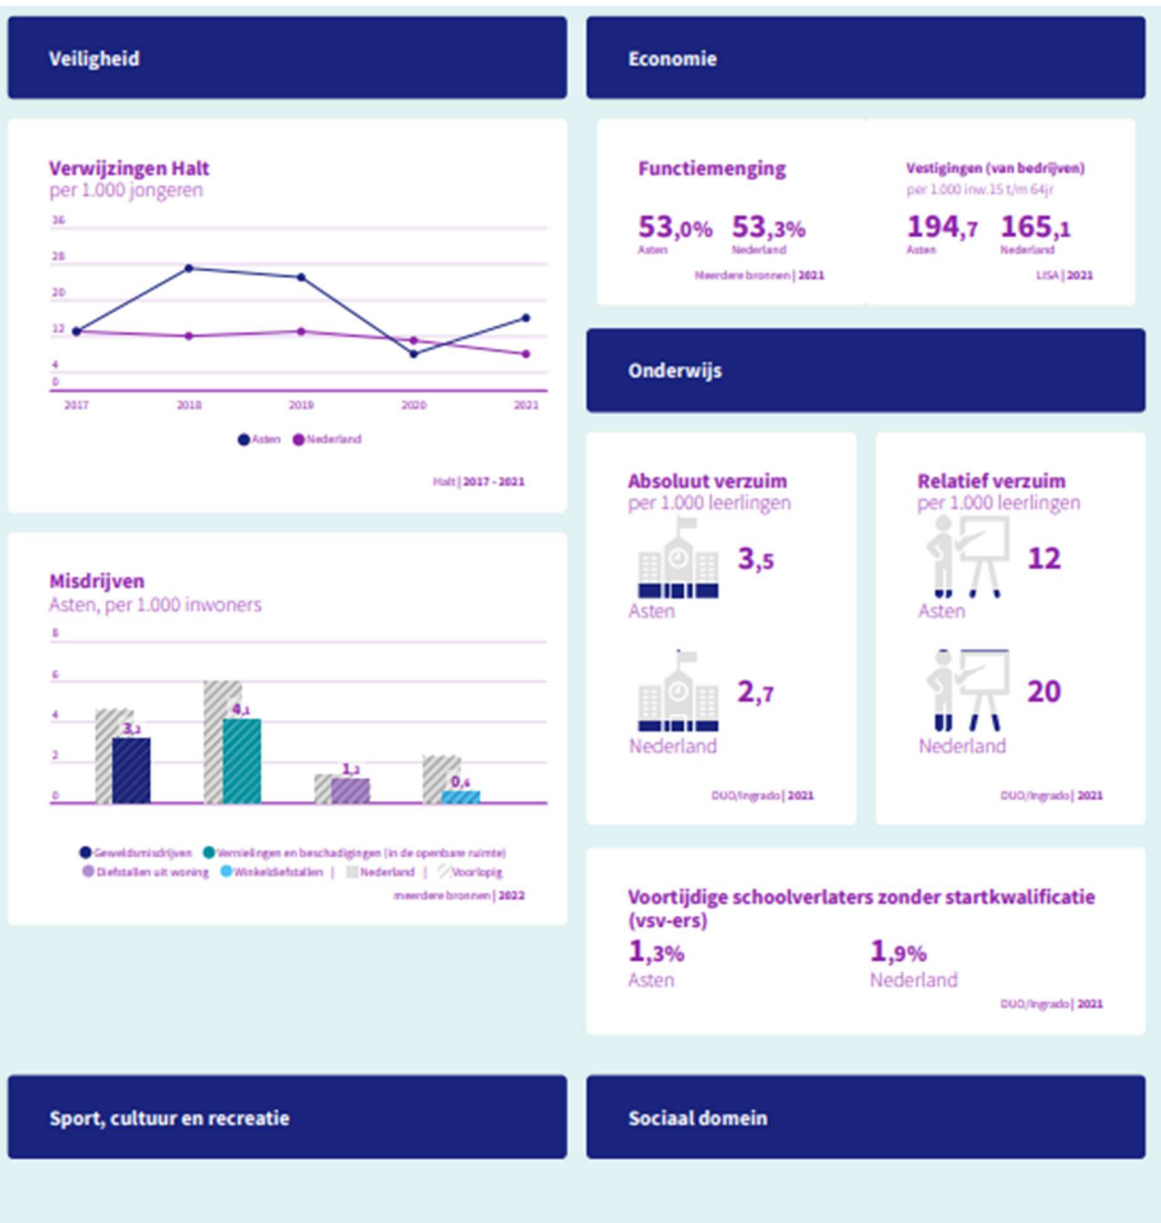 Veiligheid
Verwijzingen Halt
per 1.000 jongeren
36
28
20
12
4
0
2017 2018 2019 2020 2021
Asten Nederland
Halt | 2017 - 2021
Misdrijven
Asten, per 1.000 inwoners
8
6
4
2
0
4,1
Geweldsmisdrijven Vernielingen en beschadigingen (in de openbare ruimte)
Diefstallen uit woning Winkeldiefstallen | Nederland | Voorlopig
meerdere bronnen | 2022
Economie
Functiemenging
53,0% 53,3%
Asten Nederland
Meerdere bronnen | 2021
Vestigingen (van bedrijven)
per 1.000 inw.15 t/m 64jr
194,7 165,1
Asten Nederland
LISA | 2021
Onderwijs
Absoluut verzuim
per 1.000 leerlingen
3,5
Asten
2,7
Nederland
DUO/Ingrado | 2021
Relatief verzuim
per 1.000 leerlingen
12
Asten
20
Nederland
DUO/Ingrado | 2021
Voortijdige schoolverlaters zonder startkwalificatie
(vsv-ers)
1,3% 1,9%
Asten Nederland
DUO/Ingrado | 2021
Sport, cultuur en recreatie
Sociaal domein